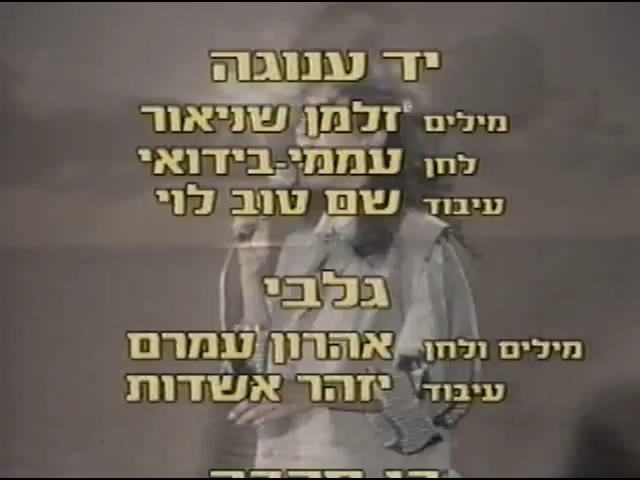 יד ענוגה
מילים זלמן שניאור
לחן עממי-בידואי
עיבוד שם טוב לוי
גלבי
מילים ולחן אהרון עמרם
עיבוד יזהר אשדות